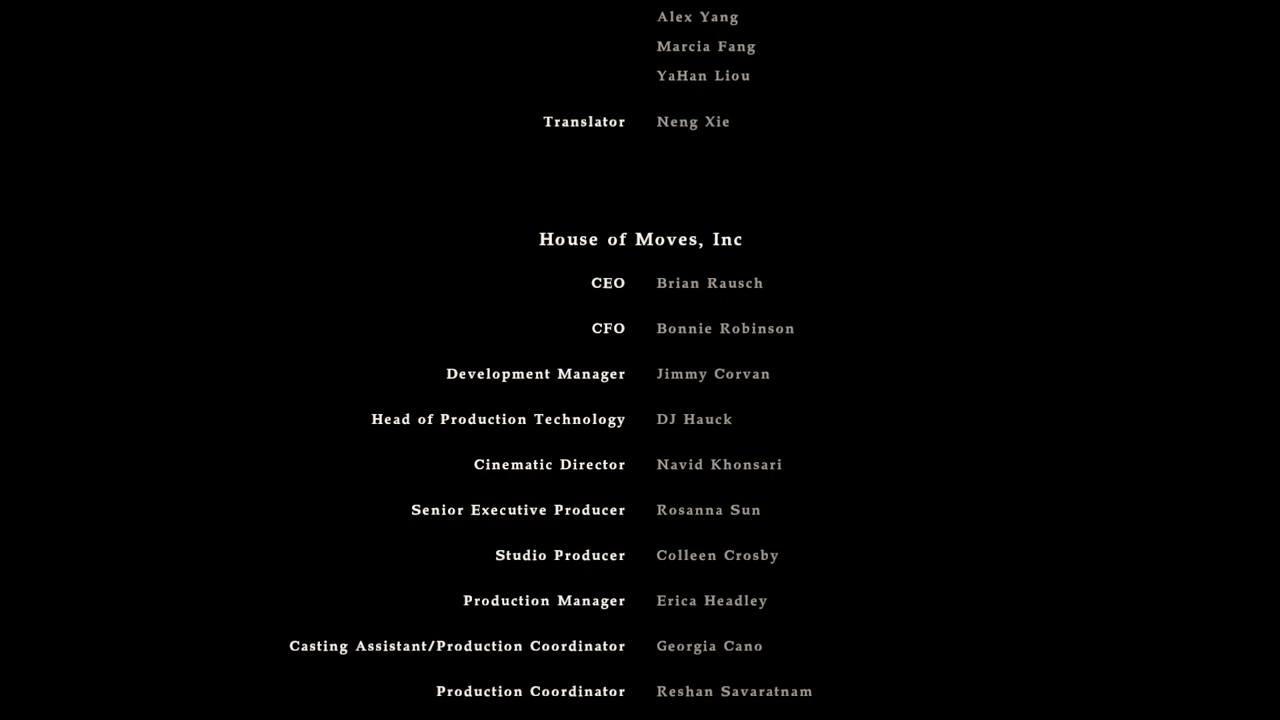 Alex Yang
Marcia Fang
YaHan Liou
Translator Neng Xie
House of Moves, Inc
CEO Brian Rausch
CFO Bonnie Robinson
Development Manager Jimmy Corvan
Head of Production Technology DJ Hauck
Cinematic Director Navid Khonsari
Senior Executive Producer Rosanna Sun
Studio Producer Colleen Crosby
Production Manager Erica Headley
Casting Assistant/Production Coordinator Georgia Cano
Production Coordinator Reshan Savaratnam